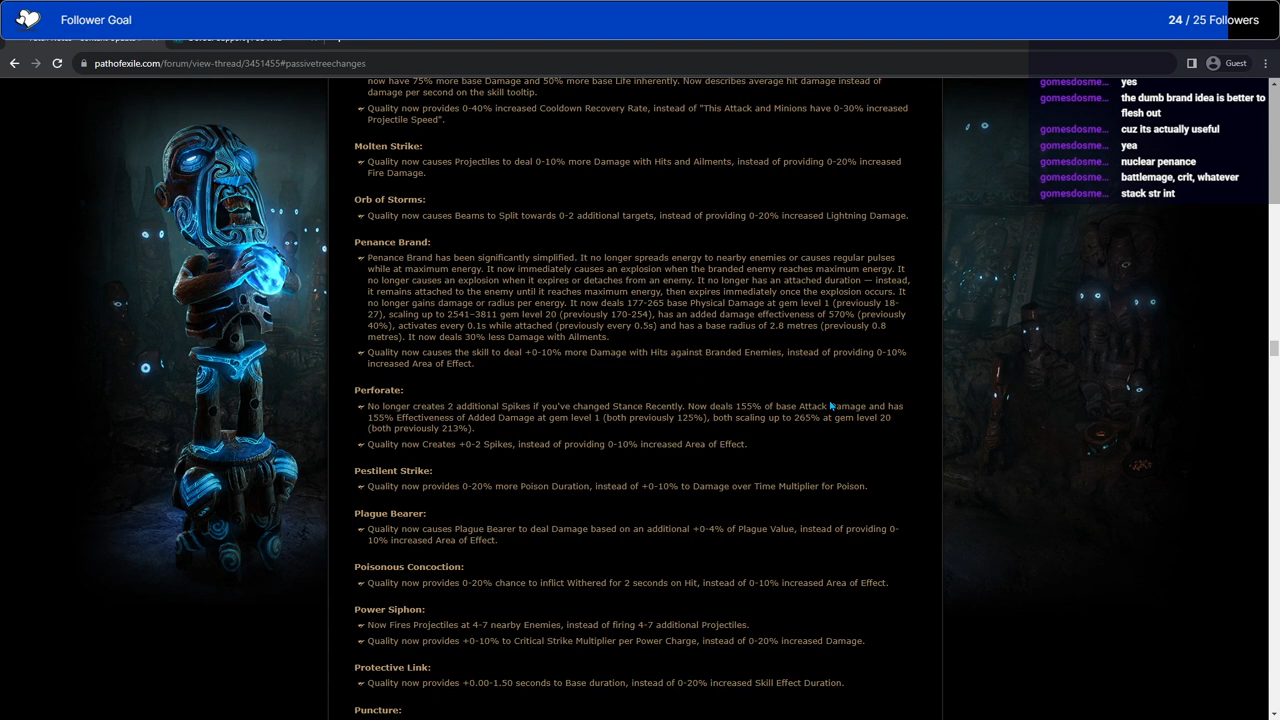 Follower Goal
24 / 25 Followers
pathofexile.com/forum/view-thread/3451455#passivetreechanges
Guest
now have 75% more base Damage and 50% more base Life inherently. Now describes average hit damage instead of
damage per second on the skill tooltip.
Quality now provides 0-40% increased Cooldown Recovery Rate, instead of "This Attack and Minions have 0-30% increased
Projectile Speed".
Molten Strike:
Quality now causes Projectiles to deal 0-10% more Damage with Hits and Ailments, instead of providing 0-20% increased
Fire Damage.
Orb of Storms:
Quality now causes Beams to Split towards 0-2 additional targets, instead of providing 0-20% increased Lightning Damage.
Penance Brand:
Penance Brand has been significantly simplified. It no longer spreads energy to nearby enemies or causes regular pulses
while at maximum energy. It now immediately causes an explosion when the branded enemy reaches maximum energy. It
no longer causes an explosion when it expires or detaches from an enemy. It no longer has an attached duration — instead,
it remains attached to the enemy until it reaches maximum energy, then expires immediately once the explosion occurs. It
no longer gains damage or radius per energy. It now deals 177-265 base Physical Damage at gem level 1 (previously 18-
27), scaling up to 2541–3811 gem level 20 (previously 170-254), has an added damage effectiveness of 570% (previously
40%), activates every 0.1s while attached (previously every 0.5s) and has a base radius of 2.8 metres (previously 0.8
metres). It now deals 30% less Damage with Ailments.
Quality now causes the skill to deal +0-10% more Damage with Hits against Branded Enemies, instead of providing 0-10%
increased Area of Effect.
Perforate:
No longer creates 2 additional Spikes if you've changed Stance Recently. Now deals 155% of base Attack Damage and has
155% Effectiveness of Added Damage at gem level 1 (both previously 125%), both scaling up to 265% at gem level 20
(both previously 213%).
Quality now Creates +0-2 Spikes, instead of providing 0-10% increased Area of Effect.
Pestilent Strike:
Quality now provides 0-20% more Poison Duration, instead of +0-10% to Damage over Time Multiplier for Poison.
Plague Bearer:
Quality now causes Plague Bearer to deal Damage based on an additional +0-4% of Plague Value, instead of providing 0-
10% increased Area of Effect.
Poisonous Concoction:
Quality now provides 0-20% chance to inflict Withered for 2 seconds on Hit, instead of 0-10% increased Area of Effect.
Power Siphon:
Now Fires Projectiles at 4-7 nearby Enemies, instead of firing 4-7 additional Projectiles.
Quality now provides +0-10% to Critical Strike Multiplier per Power Charge, instead of 0-20% increased Damage.
Protective Link:
Quality now provides +0.00-1.50 seconds to Base duration, instead of 0-20% increased Skill Effect Duration.
Puncture:
gomesdosme... yes
gomesdosme... the dumb brand idea is better to
flesh out
gomesdosme... cuz its actually useful
gomesdosme... yea
gomesdosme... nuclear penance
gomesdosme... battlemage, crit, whatever
gomesdosme... stack str int